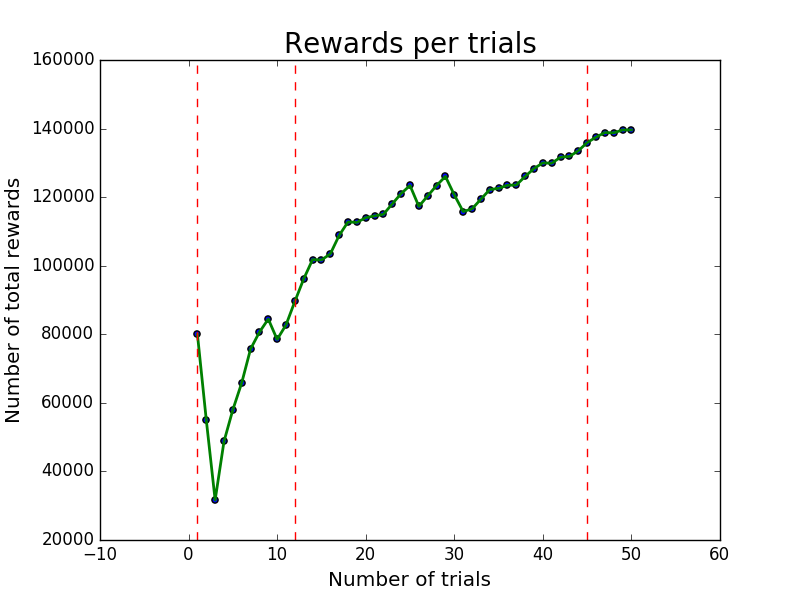 Rewards per trials
160000
140000
120000
100000
80000
60000
40000
20000
Number of total rewards
−10 0 10 20 30 40 50 60
Number of trials